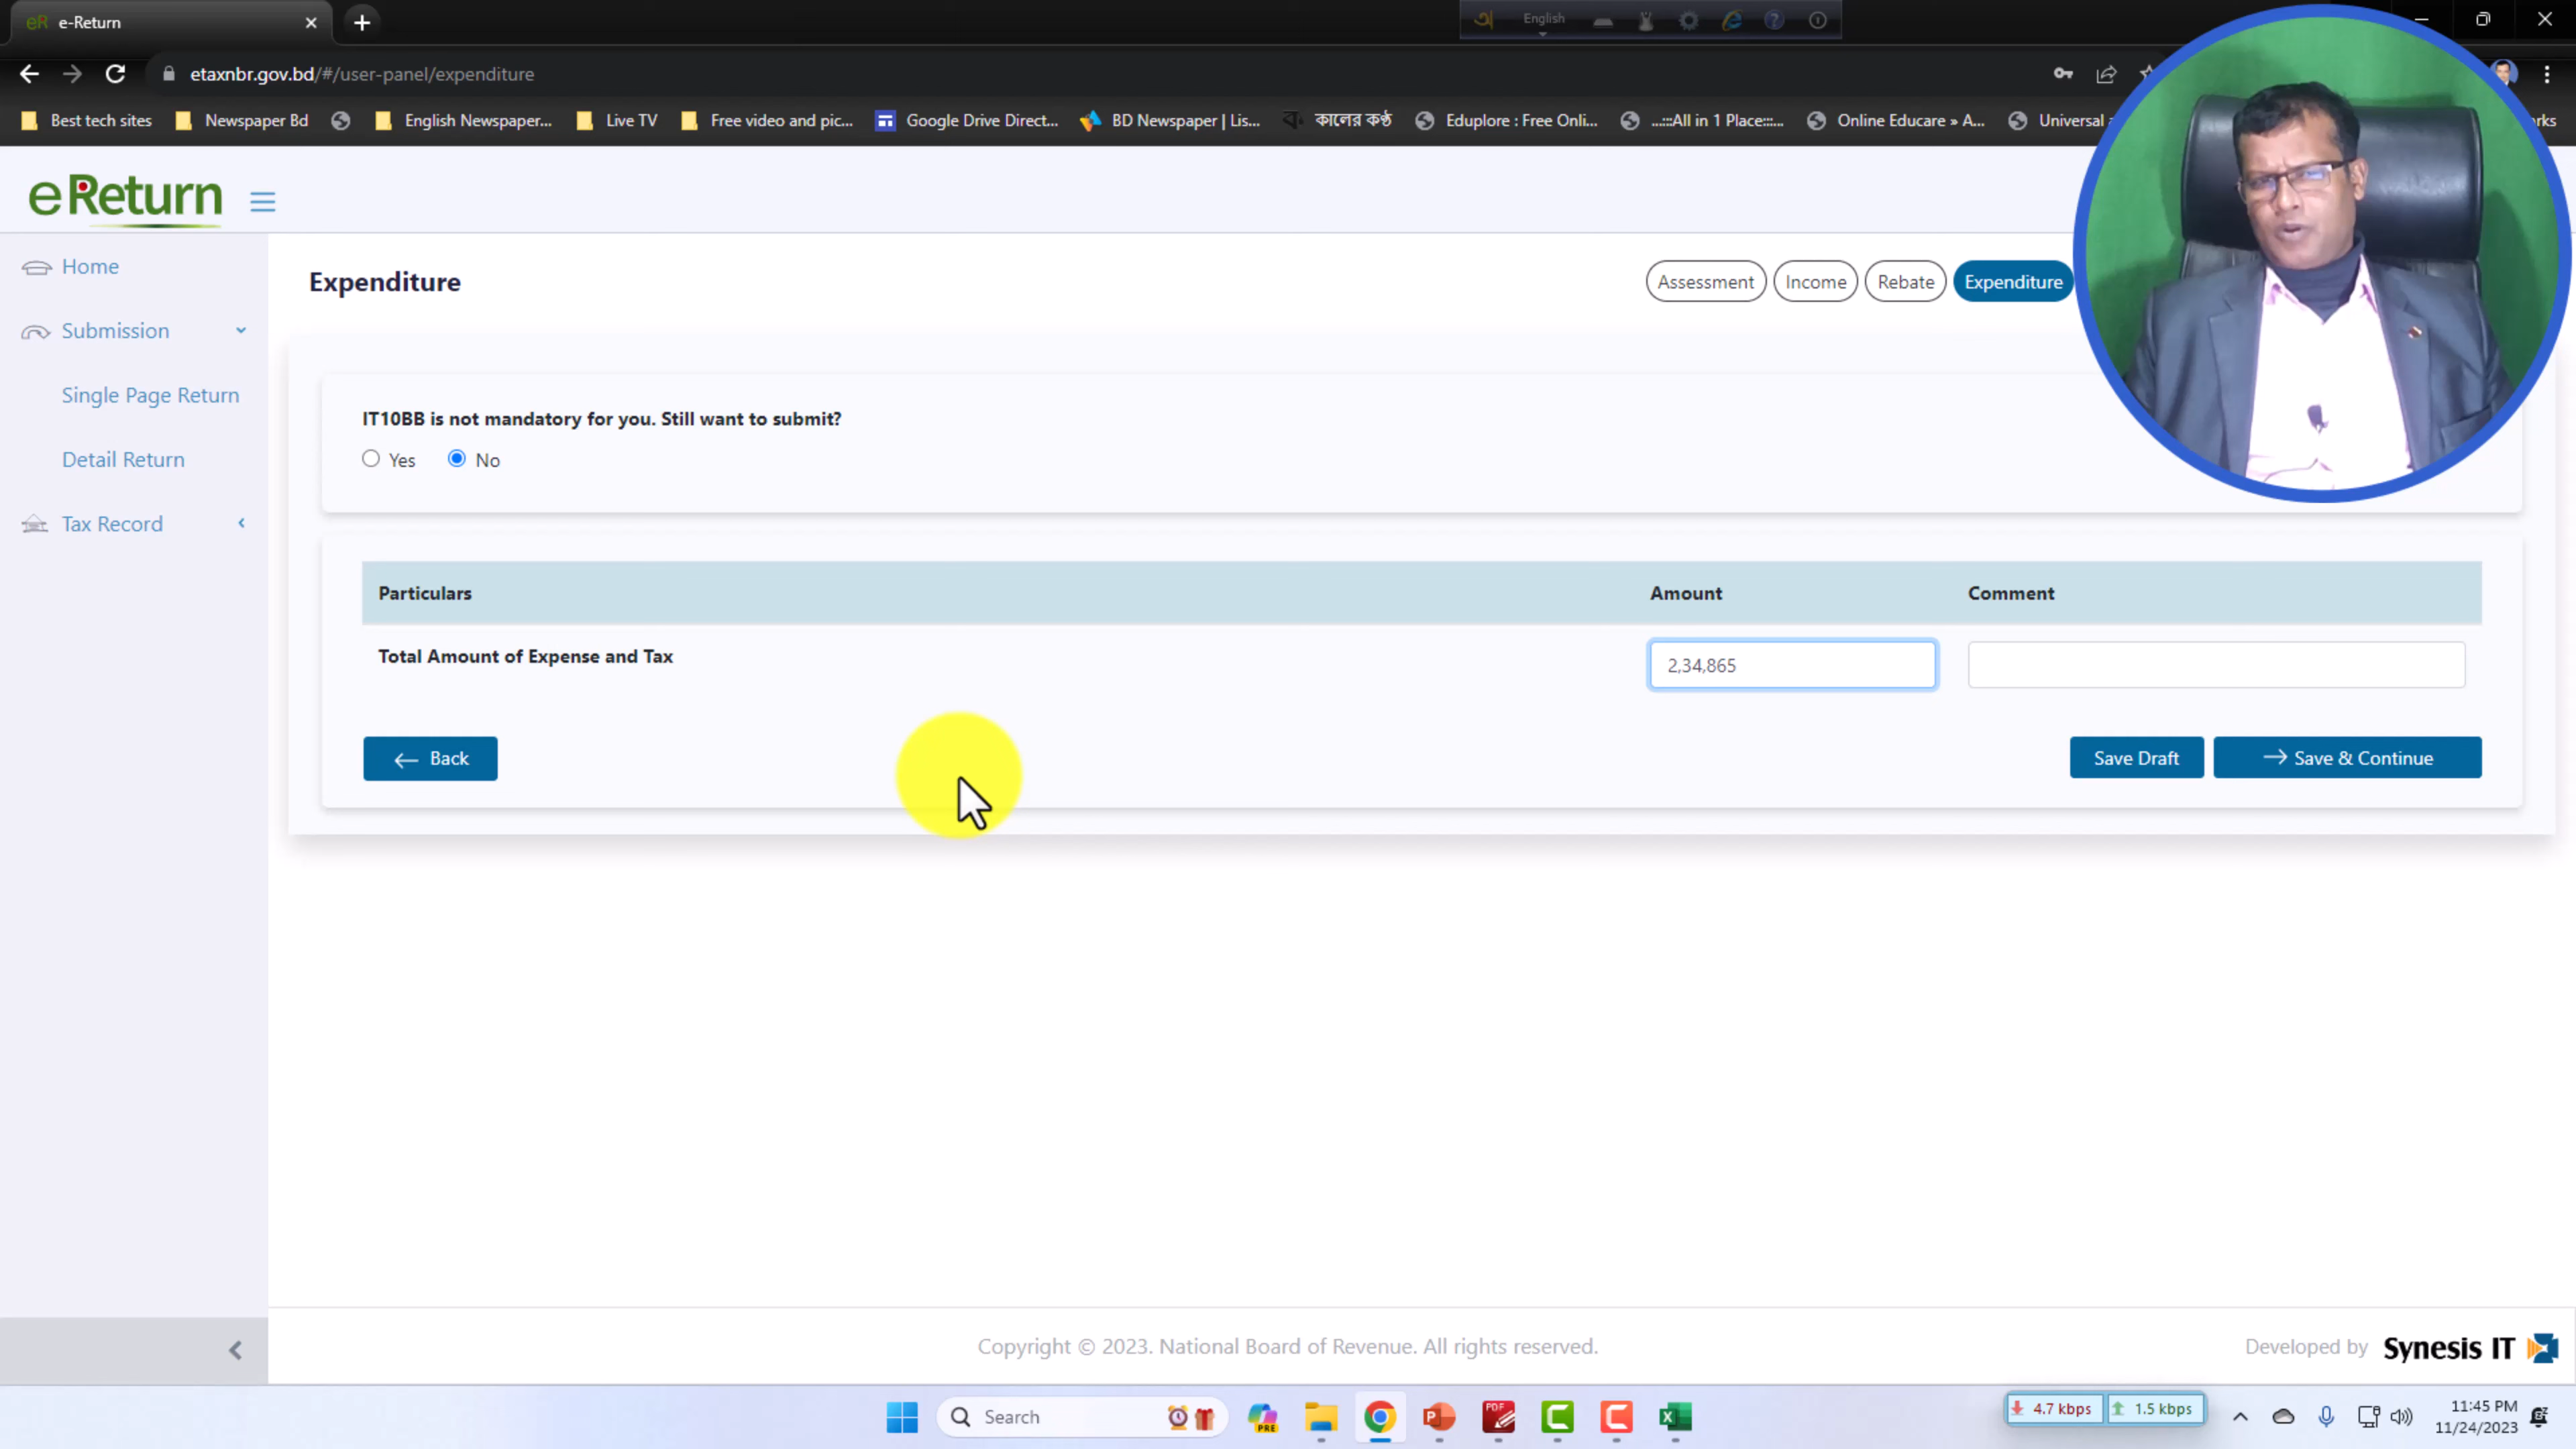 eR e-Return
English
etaxnbr.gov.bd/#/user-panel/expenditure
Best tech sites Newspaper Bd English Newspaper... Live TV Free video and pic... Google Drive Direct... BD Newspaper | Lis... কালের কণ্ঠ Eduplore : Free Onli... ...:::All in 1 Place:::... Online Educare » A... Universal
eReturn
Home
Expenditure
Assessment Income Rebate Expenditure
Submission
Single Page Return
IT10BB is not mandatory for you. Still want to submit?
Detail Return
Yes No
Tax Record
Particulars Amount Comment
Total Amount of Expense and Tax 2,34,865
Back Save Draft Save & Continue
Copyright © 2023. National Board of Revenue. All rights reserved.
Developed by Synesis IT
Search
PRE
PDF
4.7 kbps 1.5 kbps
11:45 PM
11/24/2023